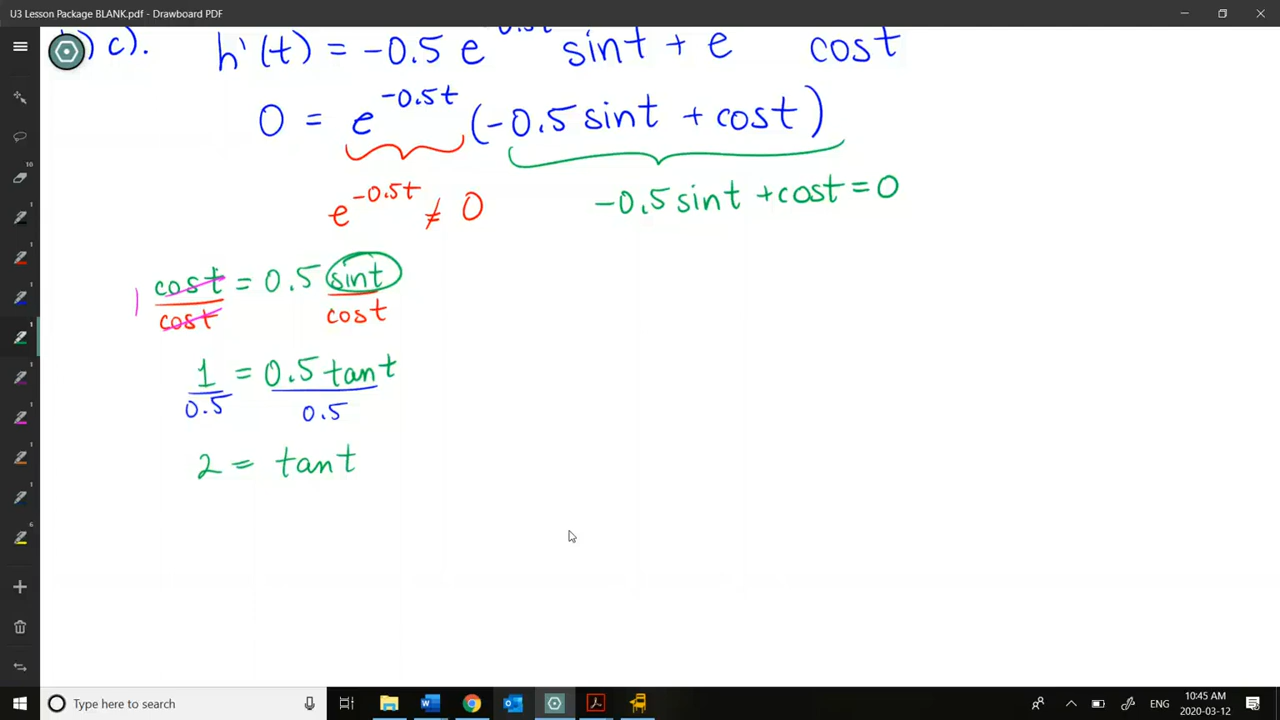 U3 Lesson Package BLANK.pdf - Drawboard PDF
) c). h'(t) = -0.5 e sint + e cost
0 = e^{-0.5t} (-0.5 sint + cost)
e^{-0.5t} ≠ 0
-0.5 sint + cost = 0
1 cost/cost = 0.5 sint/cost
1/0.5 = 0.5 tant/0.5
2 = tant
Type here to search
ENG
10:45 AM
2020-03-12